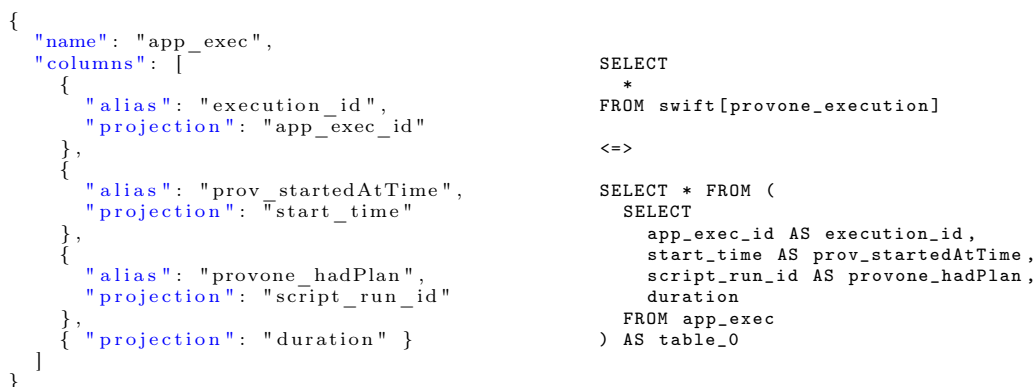 {
  "name": "app_exec",
  "columns": [
    {
      "alias": "execution_id",
      "projection": "app_exec_id"
    },
    {
      "alias": "prov_startedAtTime",
      "projection": "start_time"
    },
    {
      "alias": "provone_hadPlan",
      "projection": "script_run_id"
    },
    { "projection": "duration" }
  ]
}
SELECT
  *
FROM swift[provone_execution]
<=>
SELECT * FROM (
  SELECT
    app_exec_id AS execution_id,
    start_time AS prov_startedAtTime,
    script_run_id AS provone_hadPlan,
    duration
  FROM app_exec
) AS table_0